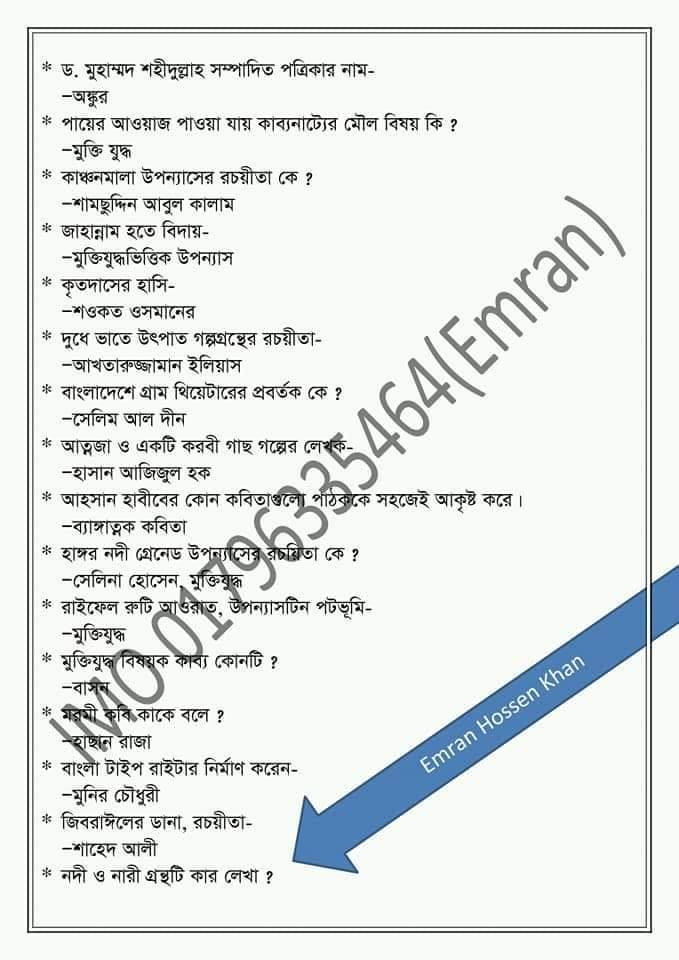 * ড. মুহাম্মদ শহীদুল্লাহ সম্পাদিত পত্রিকার নাম-
–অঙ্কুর
* পায়ের আওয়াজ পাওয়া যায় কাব্যনাট্যের মৌল বিষয় কি ?
–মুক্তি যুদ্ধ
* কাঞ্চনমালা উপন্যাসের রচয়ীতা কে ?
–শামছুদ্দিন আবুল কালাম
* জাহান্নাম হতে বিদায়-
–মুক্তিযুদ্ধভিত্তিক উপন্যাস
* কৃতদাসের হাসি-
–শওকত ওসমানের
* দুধে ভাতে উৎপাত গল্পগ্রন্থের রচয়ীতা-
–আখতারুজ্জামান ইলিয়াস
* বাংলাদেশে গ্রাম থিয়েটারের প্রবর্তক কে ?
–সেলিম আল দীন
* আত্নজা ও একটি করবী গাছ গল্পের লেখক-
–হাসান আজিজুল হক
* আহসান হাবীবের কোন কবিতাগুলো পাঠককে সহজেই আকৃষ্ট করে।
–ব্যাঙ্গাত্নক কবিতা
* হাঙ্গর নদী গ্রেনেড উপন্যাসের রচয়িতা কে ?
–সেলিনা হোসেন, মুক্তিযুদ্ধ
* রাইফেল রুটি আওরাত, উপন্যাসটিন পটভূমি-
–মুক্তিযুদ্ধ
* মুক্তিযুদ্ধ বিষয়ক কাব্য কোনটি ?
–বাসন
* মরমী কবি কাকে বলে ?
–হাছান রাজা
* বাংলা টাইপ রাইটার নির্মাণ করেন-
–মুনির চৌধুরী
* জিবরাঈলের ডানা, রচয়ীতা-
–শাহেদ আলী
* নদী ও নারী গ্রন্থটি কার লেখা ?
IMO 01796335464(Emran)
Emran Hossen Khan